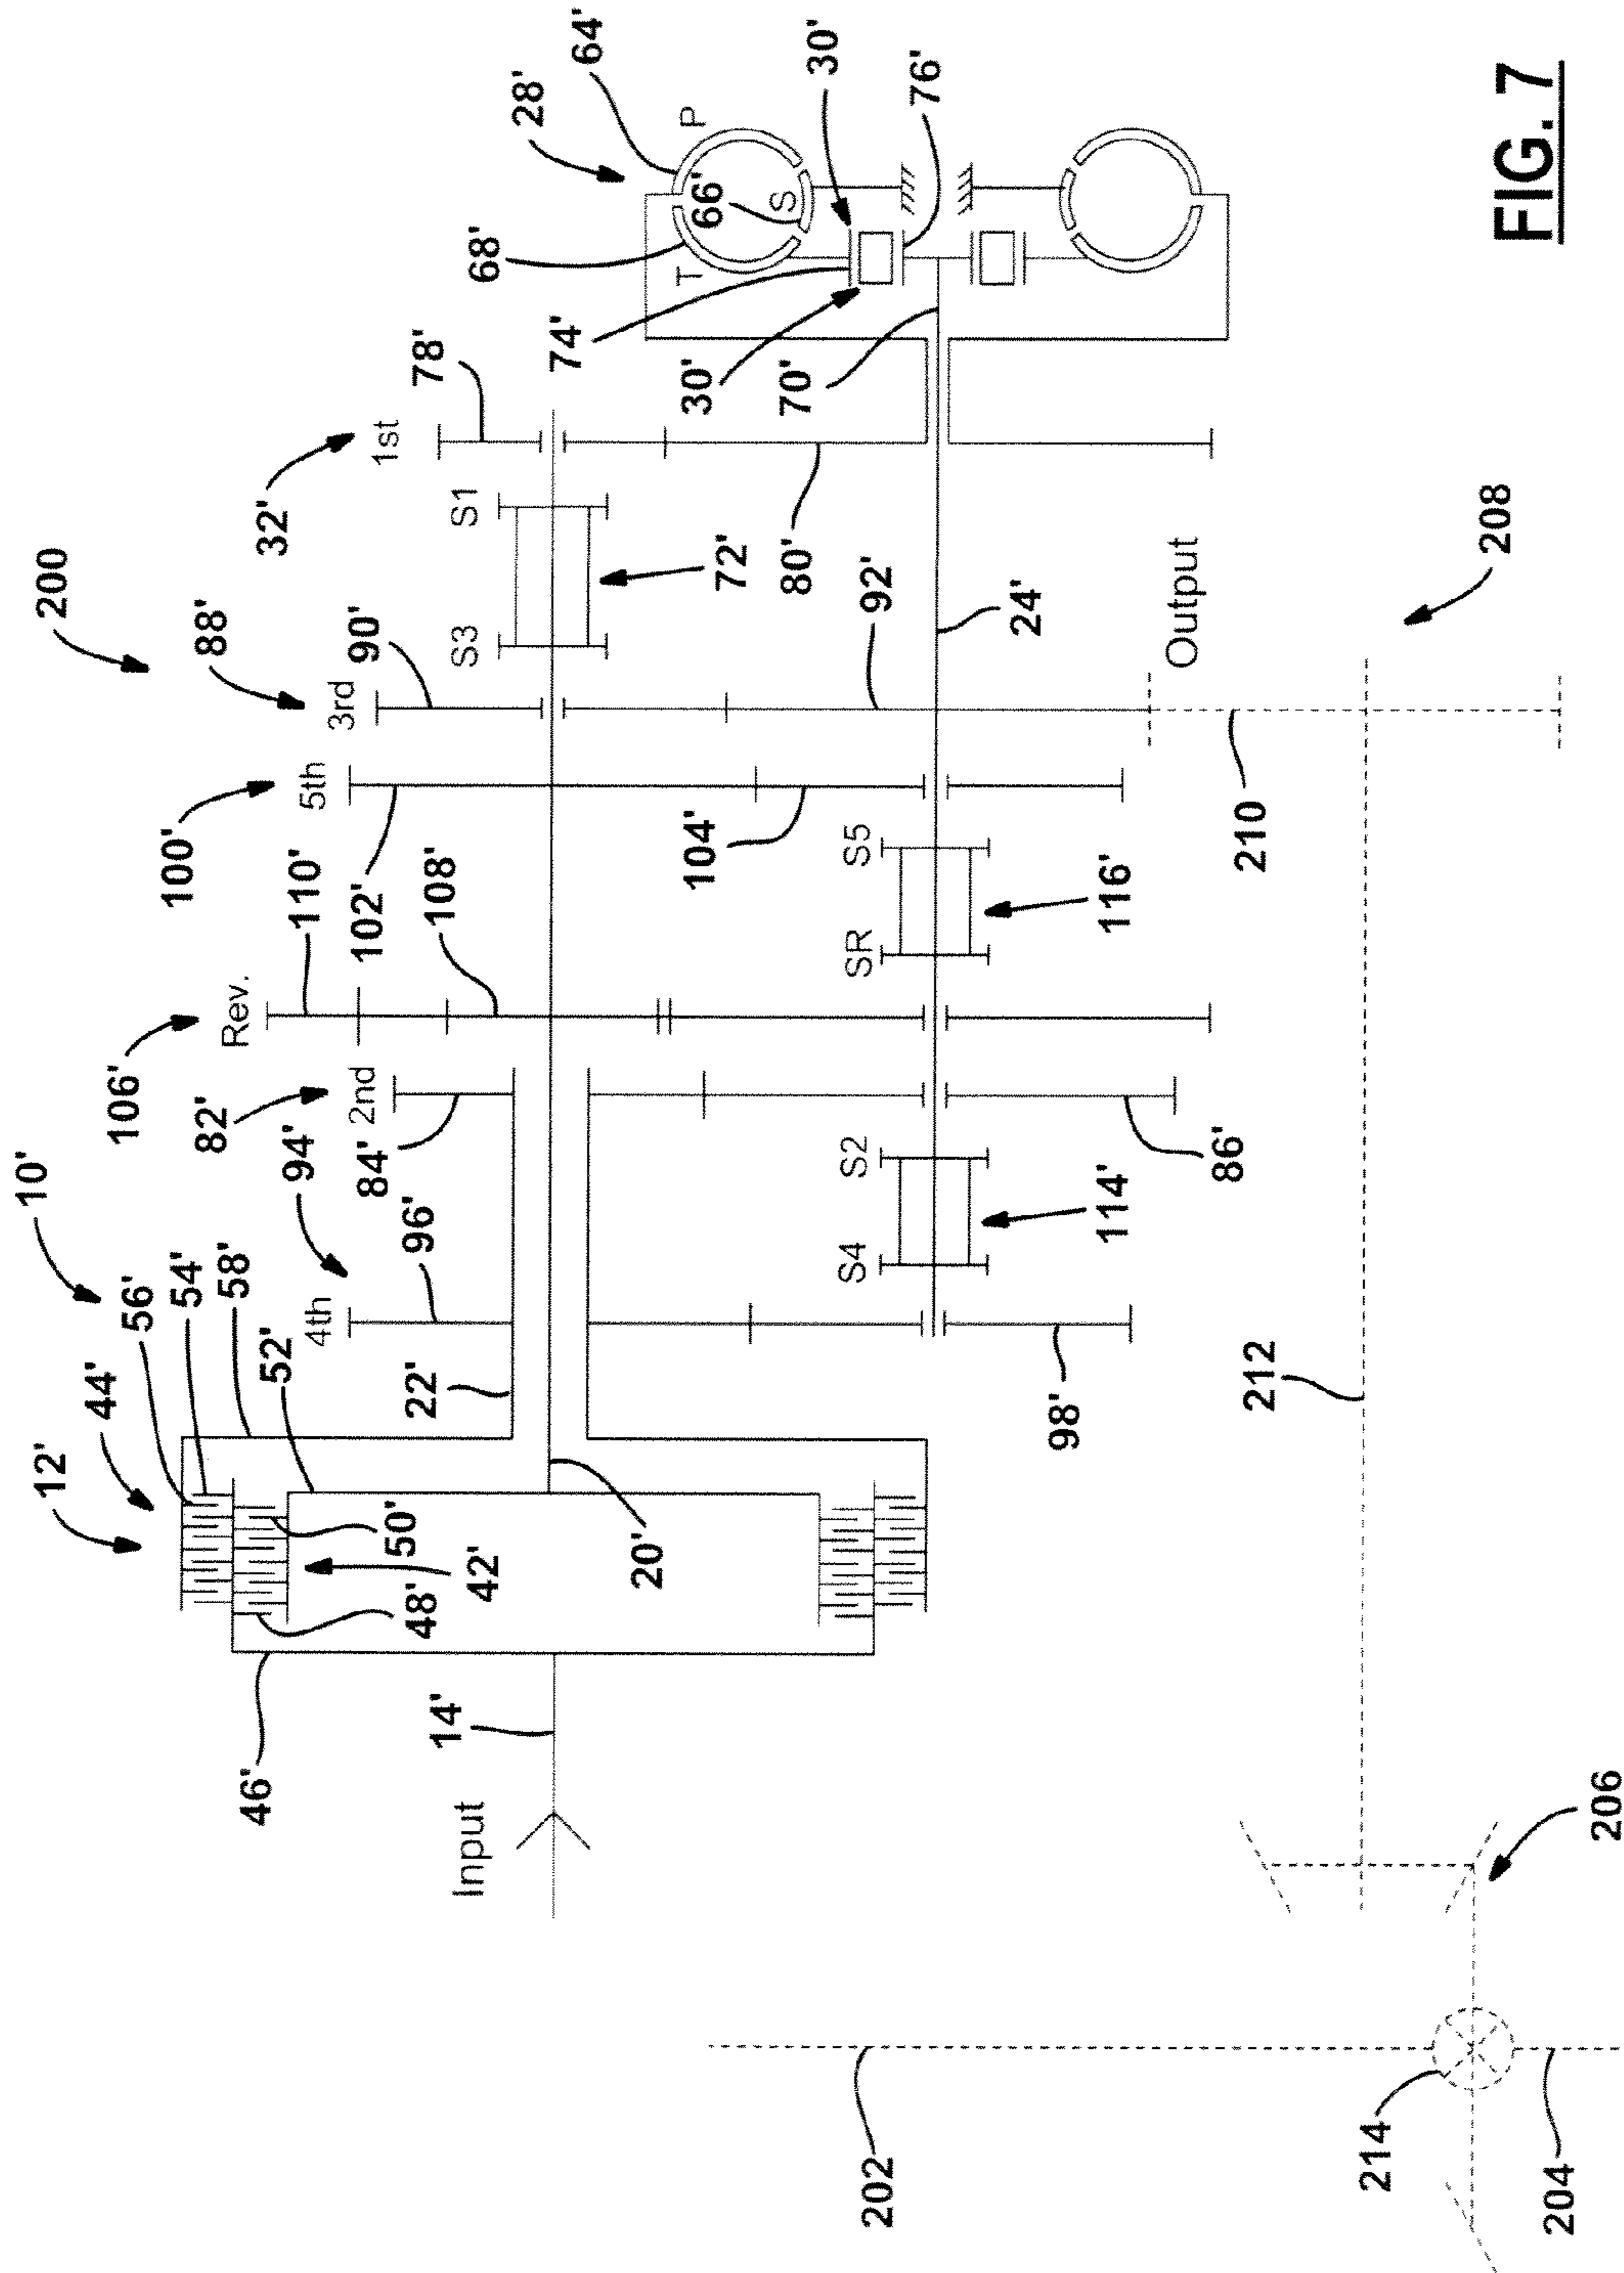 200
10'
12'
44'
56'
54'
58'
52'
94'
4th
96'
22'
106'
82'
2nd
84'
Rev.
110'
108'
100'
5th
102'
88'
3rd
90'
32'
1st
78'
S3
S1
72'
28'
64'
P
68'
66'
S
T
74'
30'
30'
76'
70'
46'
48'
50'
42'
20'
Input
14'
104'
80'
92'
24'
S4
S2
114'
SR
S5
116'
98'
86'
Output
208
210
212
206
202
214
204
FIG. 7